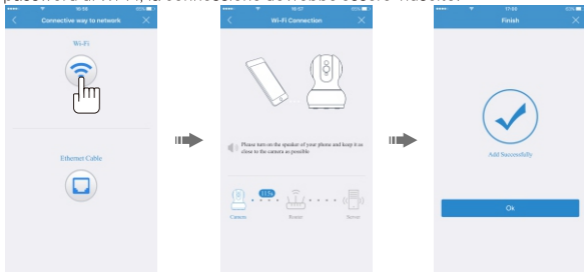 Connective way to network
Wi-Fi
Ethernet Cable
Wi-Fi Connection
Please turn on the speaker of your phone and keep it as
close to the camera as possible
Camera
Router
Server
Finish
Add Successfully
Ok